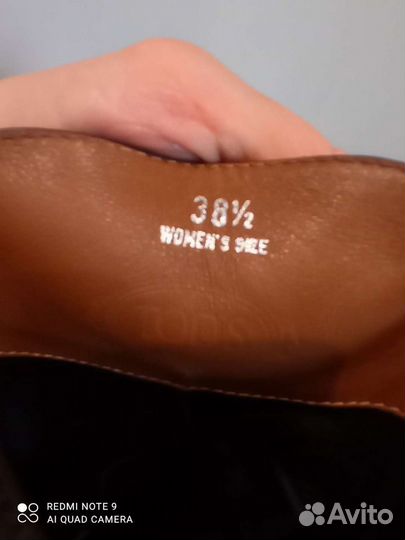 38½
WOMEN'S SIZE
REDMI NOTE 9
AI QUAD CAMERA
Avito